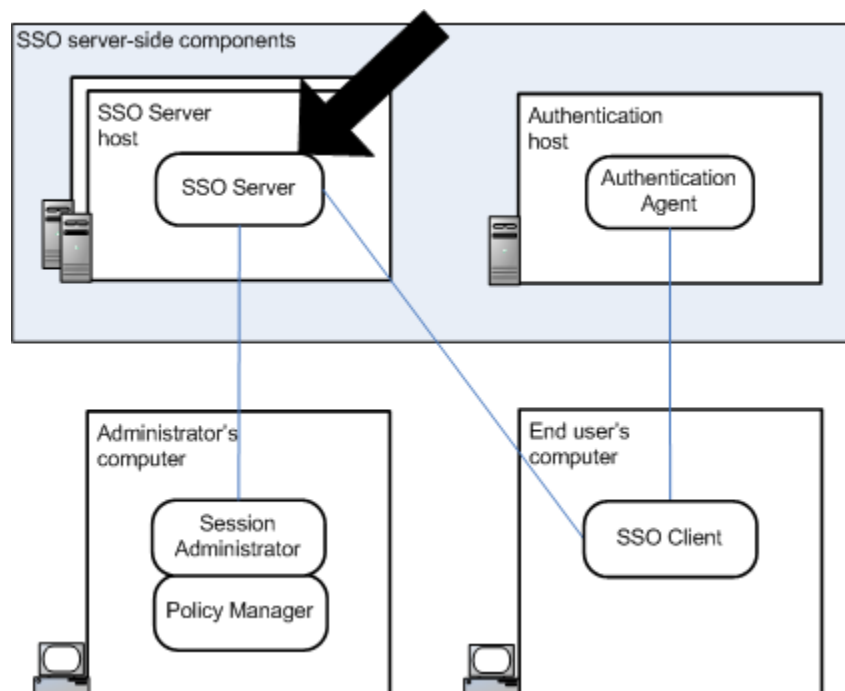 SSO server-side components
SSO Server
host
SSO Server
Authentication
host
Authentication
Agent
Administrator's
computer
Session
Administrator
Policy Manager
End user's
computer
SSO Client